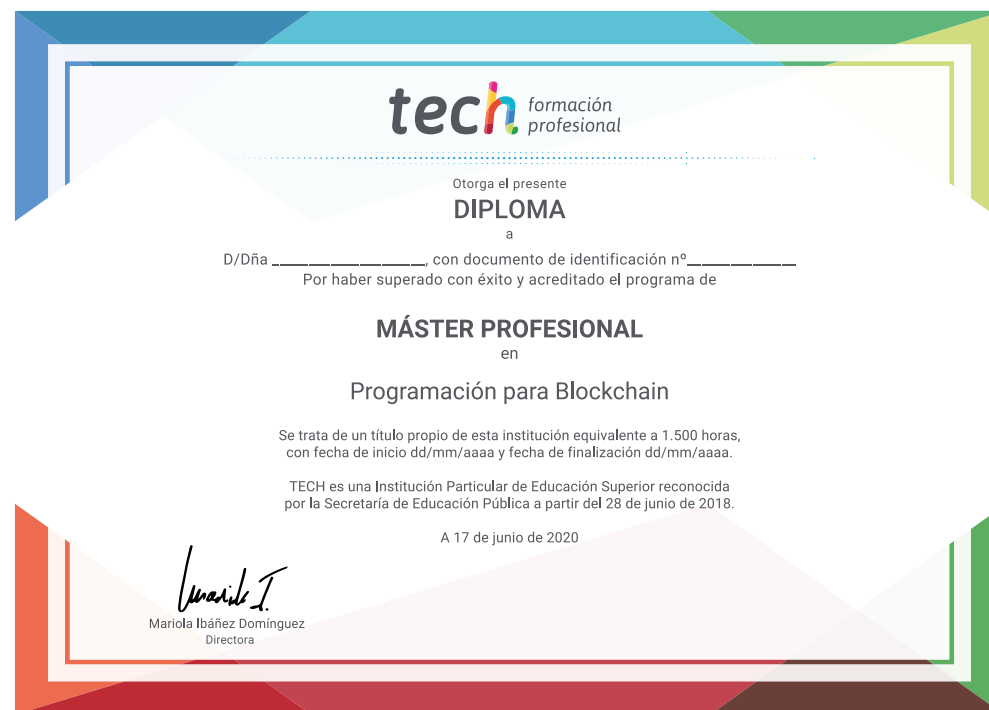 tech formación
profesional
Otorga el presente
DIPLOMA
a
D/Dña ____________________, con documento de identificación nº______________
Por haber superado con éxito y acreditado el programa de
MÁSTER PROFESIONAL
en
Programación para Blockchain
Se trata de un título propio de esta institución equivalente a 1.500 horas,
con fecha de inicio dd/mm/aaaa y fecha de finalización dd/mm/aaaa.
TECH es una Institución Particular de Educación Superior reconocida
por la Secretaría de Educación Pública a partir del 28 de junio de 2018.
A 17 de junio de 2020
Mariola Ibáñez Domínguez
Directora